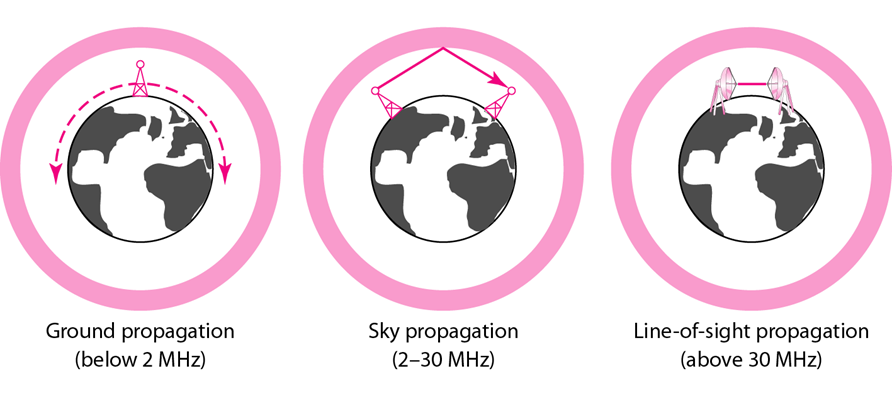 Ground propagation
(below 2 MHz)
Sky propagation
(2–30 MHz)
Line-of-sight propagation
(above 30 MHz)